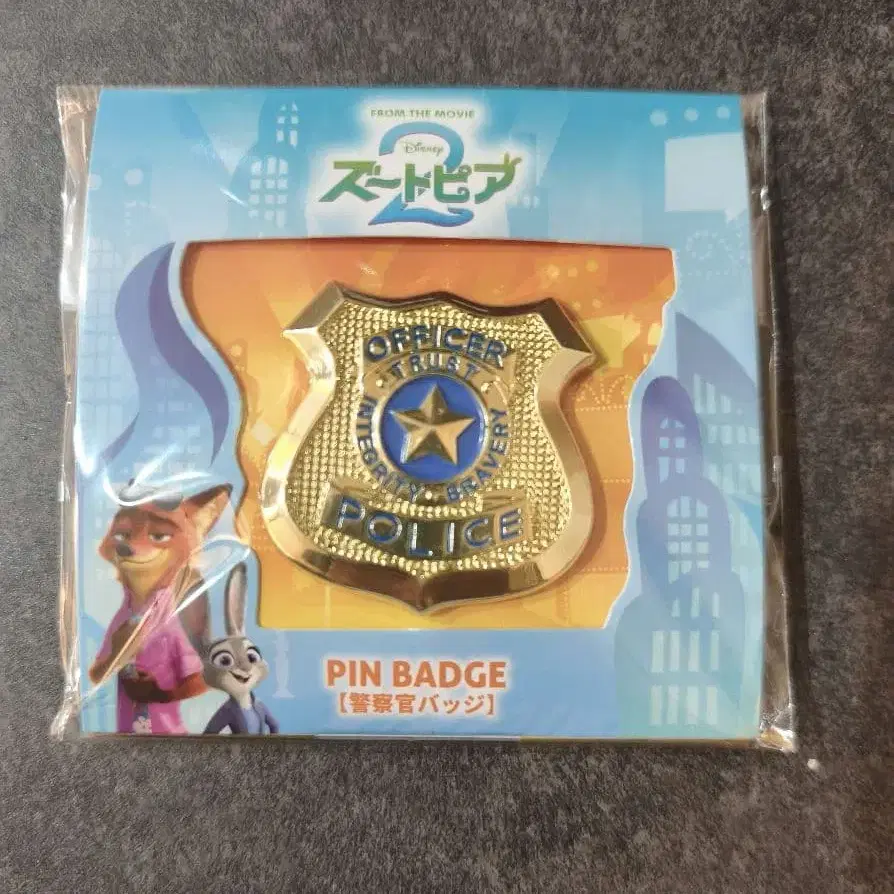 FROM THE MOVIE
Disney
ズートピア
2
OFFICER
TRUST
INTEGRITY · BRAVERY
POLICE
PIN BADGE
【警察官バッジ】